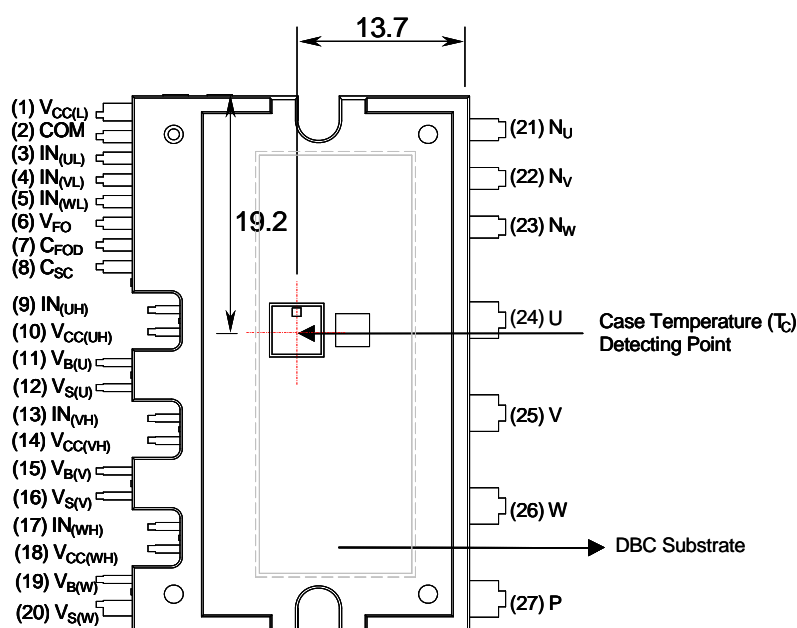 13.7
19.2
(1) VCC(L)
(2) COM
(3) IN(UL)
(4) IN(VL)
(5) IN(WL)
(6) VFO
(7) CFOD
(8) CSC
(9) IN(UH)
(10) VCC(UH)
(11) VB(U)
(12) VS(U)
(13) IN(VH)
(14) VCC(VH)
(15) VB(V)
(16) VS(V)
(17) IN(WH)
(18) VCC(WH)
(19) VB(W)
(20) VS(W)
(21) NU
(22) NV
(23) NW
(24) U
(25) V
(26) W
(27) P
Case Temperature (TC)
Detecting Point
DBC Substrate